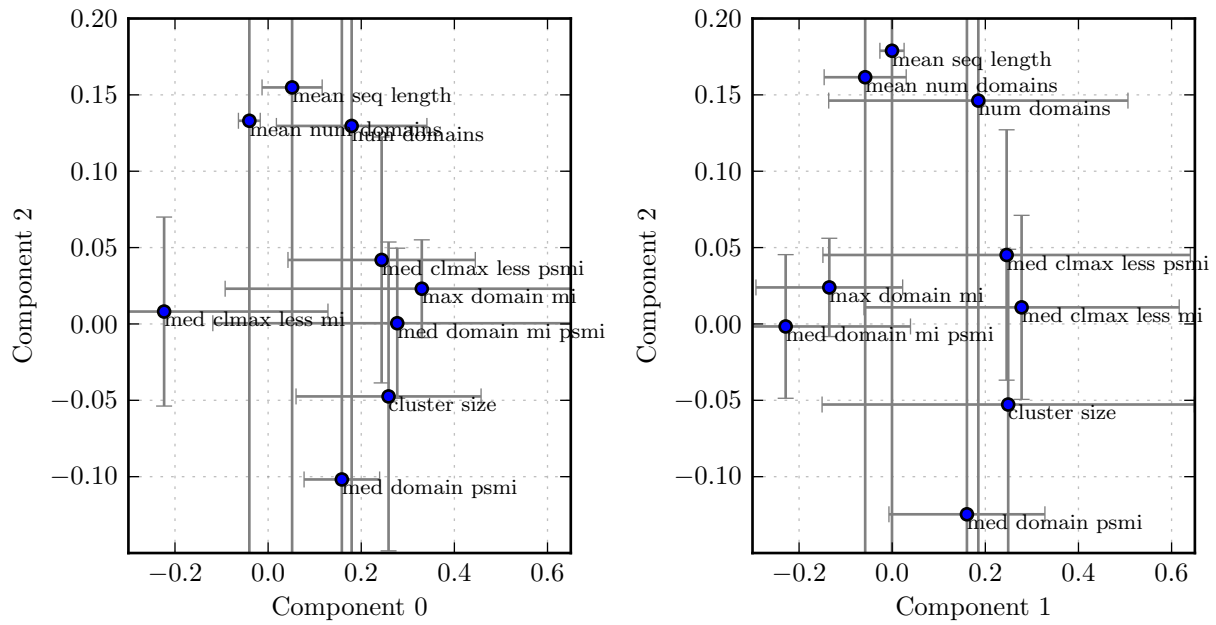 0.20
0.15
0.10
0.05
0.00
−0.05
−0.10
Component 2
mean seq length
mean num domains
num domains
med clmax less psmi
max domain mi
med clmax less mi
med domain mi psmi
cluster size
med domain psmi
−0.2 0.0 0.2 0.4 0.6
Component 0
0.20
0.15
0.10
0.05
0.00
−0.05
−0.10
Component 2
mean seq length
mean num domains
num domains
med clmax less psmi
max domain mi
med clmax less mi
med domain mi psmi
cluster size
med domain psmi
−0.2 0.0 0.2 0.4 0.6
Component 1